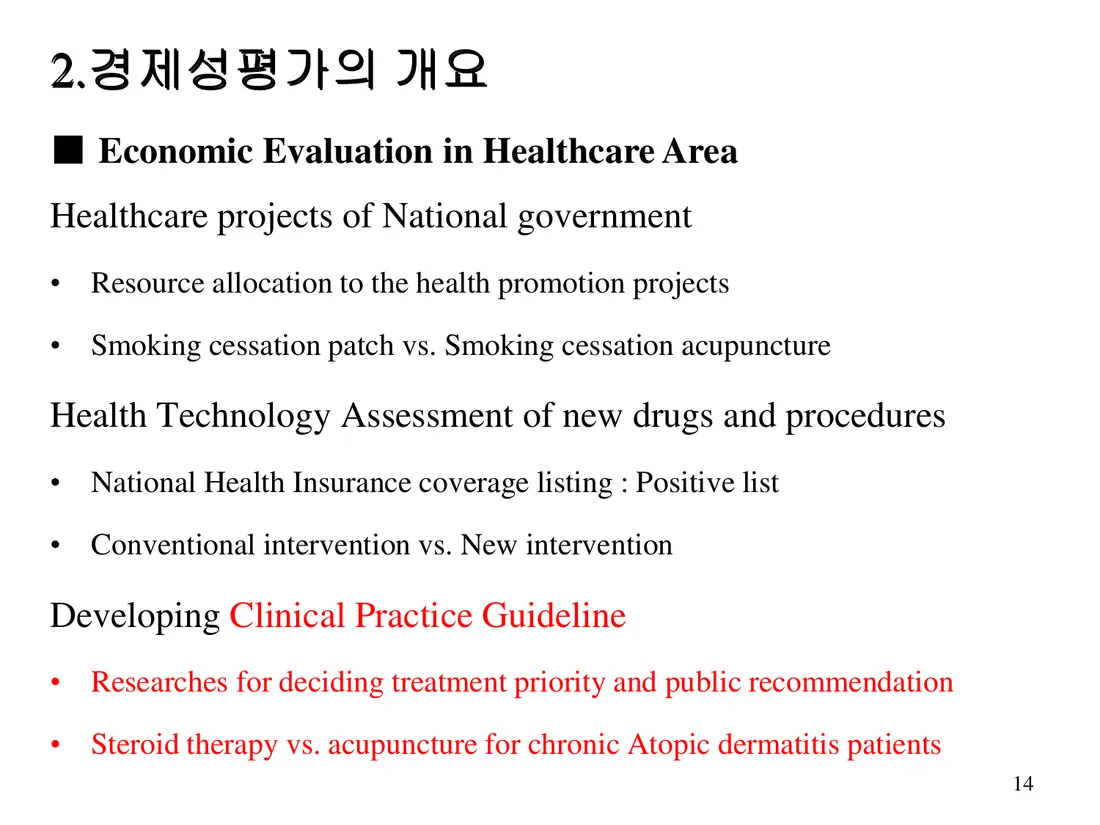 2.경제성평가의 개요
■ Economic Evaluation in Healthcare Area
Healthcare projects of National government
• Resource allocation to the health promotion projects
• Smoking cessation patch vs. Smoking cessation acupuncture
Health Technology Assessment of new drugs and procedures
• National Health Insurance coverage listing : Positive list
• Conventional intervention vs. New intervention
Developing Clinical Practice Guideline
• Researches for deciding treatment priority and public recommendation
• Steroid therapy vs. acupuncture for chronic Atopic dermatitis patients
14